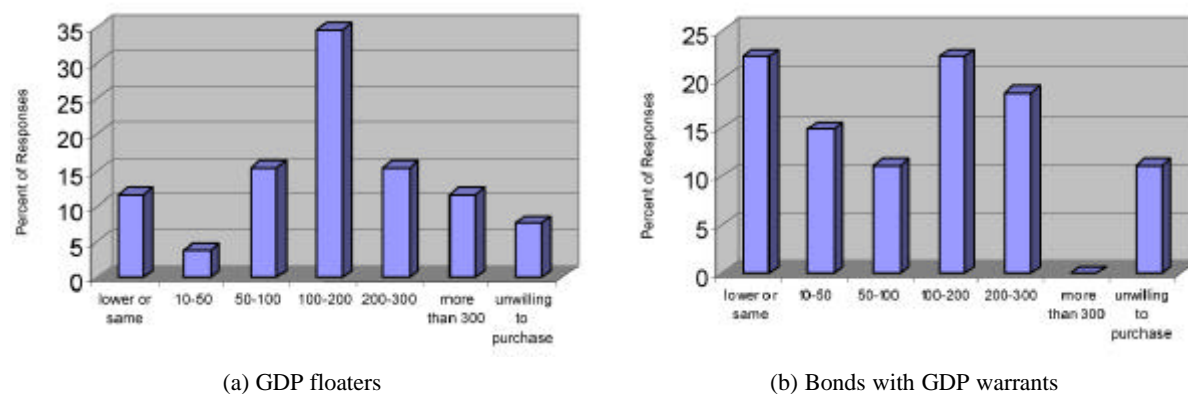 35
30
25
20
15
10
5
0
Percent of Responses
lower or same
10-50
50-100
100-200
200-300
more than 300
unwilling to purchase
(a) GDP floaters
25
20
15
10
5
0
Percent of Responses
lower or same
10-50
50-100
100-200
200-300
more than 300
unwilling to purchase
(b) Bonds with GDP warrants